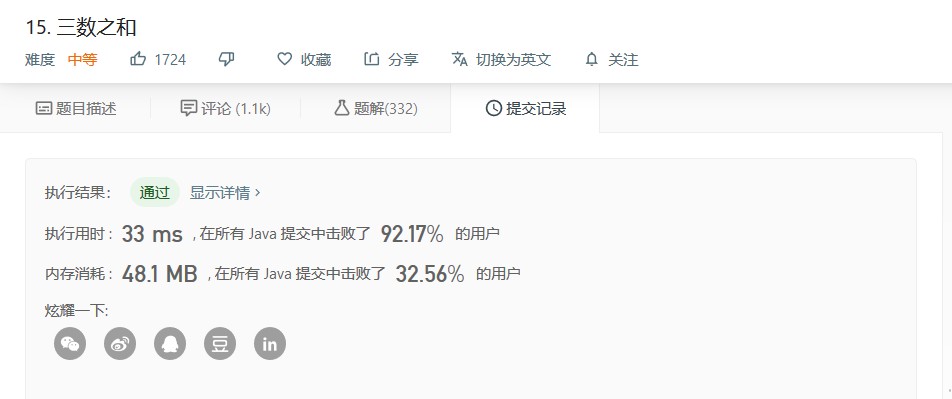 15. 三数之和
难度 中等 1724 收藏 分享 切换为英文 关注
题目描述 评论 (1.1k) 题解(332) 提交记录
执行结果： 通过 显示详情 ›
执行用时 : 33 ms , 在所有 Java 提交中击败了 92.17% 的用户
内存消耗 : 48.1 MB , 在所有 Java 提交中击败了 32.56% 的用户
炫耀一下:
豆 in